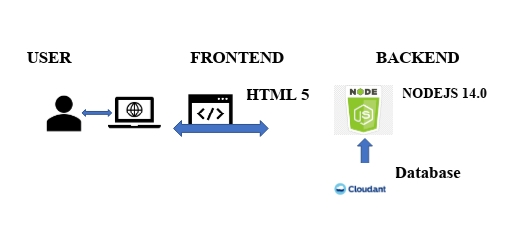 USER
FRONTEND
BACKEND
HTML 5
</>
NODE
JS
NODEJS 14.0
Database
Cloudant